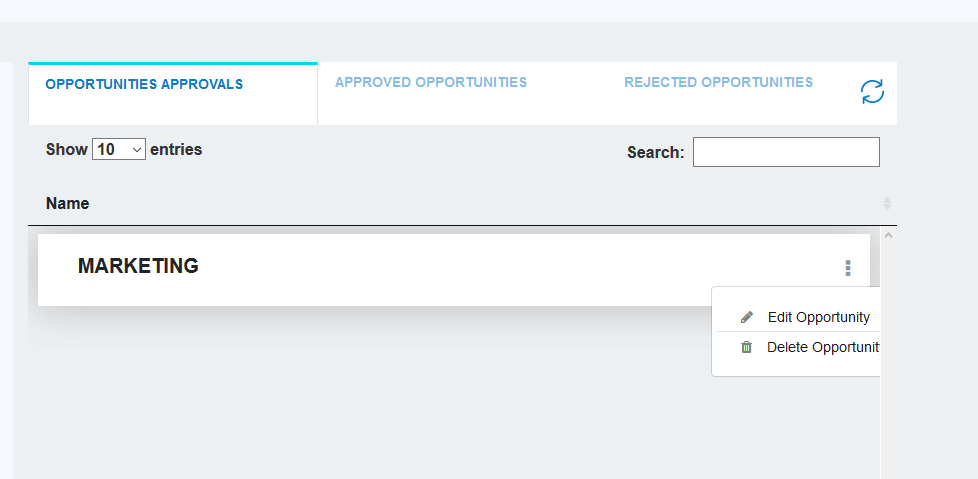 OPPORTUNITIES APPROVALS APPROVED OPPORTUNITIES REJECTED OPPORTUNITIES
Show 10 entries Search:
Name
MARKETING
Edit Opportunity
Delete Opportunit